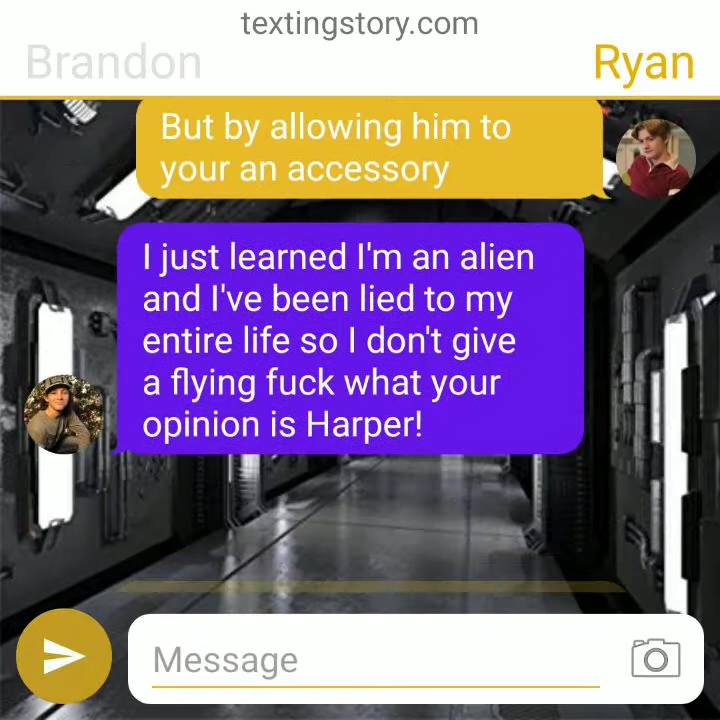 textingstory.com
Brandon
Ryan
But by allowing him to
your an accessory
I just learned I'm an alien
and I've been lied to my
entire life so I don't give
a flying fuck what your
opinion is Harper!
Message